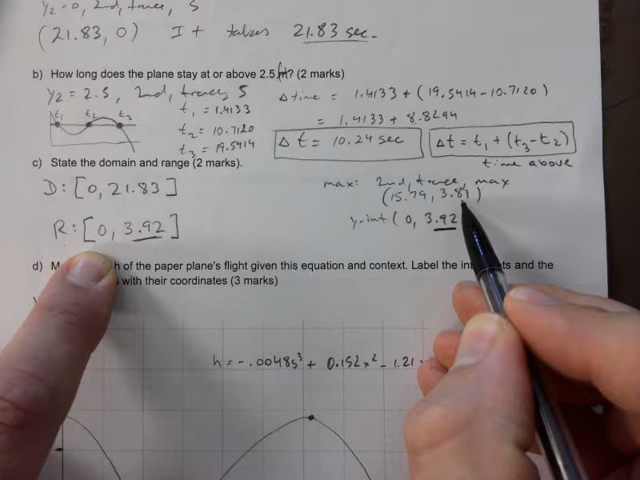 y₂=0, 2nd, trace, 5
(21.83, 0) It takes 21.83 sec.
b) How long does the plane stay at or above 2.5 ft? (2 marks)
y₂ = 2.5, 2nd, trace, 5
t₁ t₂ t₃
t₁ = 1.4133
t₂ = 10.7120
t₃ = 19.5414
Δtime = 1.4133 + (19.5414 - 10.7120)
= 1.4133 + 8.8294
Δt = 10.24 sec
Δt = t₁ + (t₃ - t₂)
time above
c) State the domain and range (2 marks).
D: [0, 21.83]
R: [0, 3.92]
max: 2nd, trace, max
(15.79, 3.81)
y-int (0, 3.92
d) of the paper plane's flight given this equation and context. Label the and the
with their coordinates (3 marks)
h = -.0048s³ + 0.152x² - 1.21